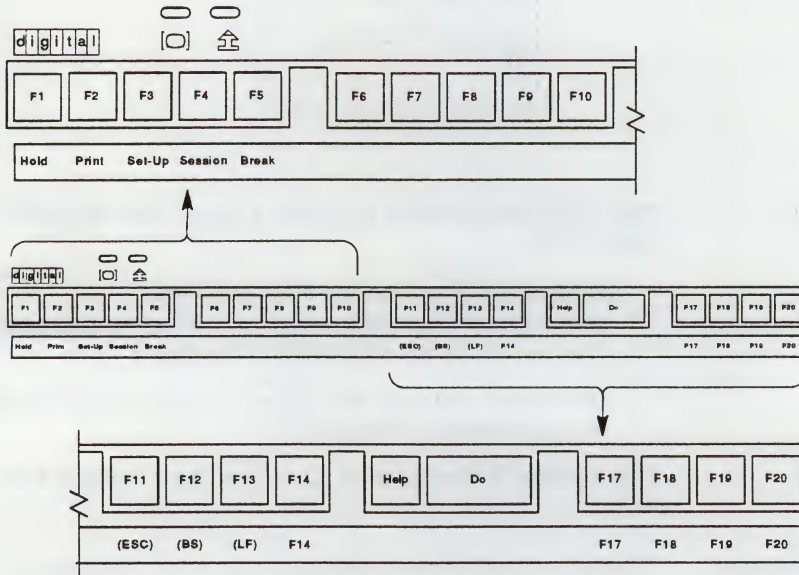 digital
F1 F2 F3 F4 F5 F6 F7 F8 F9 F10
Hold Print Set-Up Session Break
digital
F1 F2 F3 F4 F5 F6 F7 F8 F9 F10 F11 F12 F13 F14 Help Do F17 F18 F19 F20
Hold Print Set-Up Session Break (ESC) (BS) (LF) F14 F17 F18 F19 F20
F11 F12 F13 F14 Help Do F17 F18 F19 F20
(ESC) (BS) (LF) F14 F17 F18 F19 F20